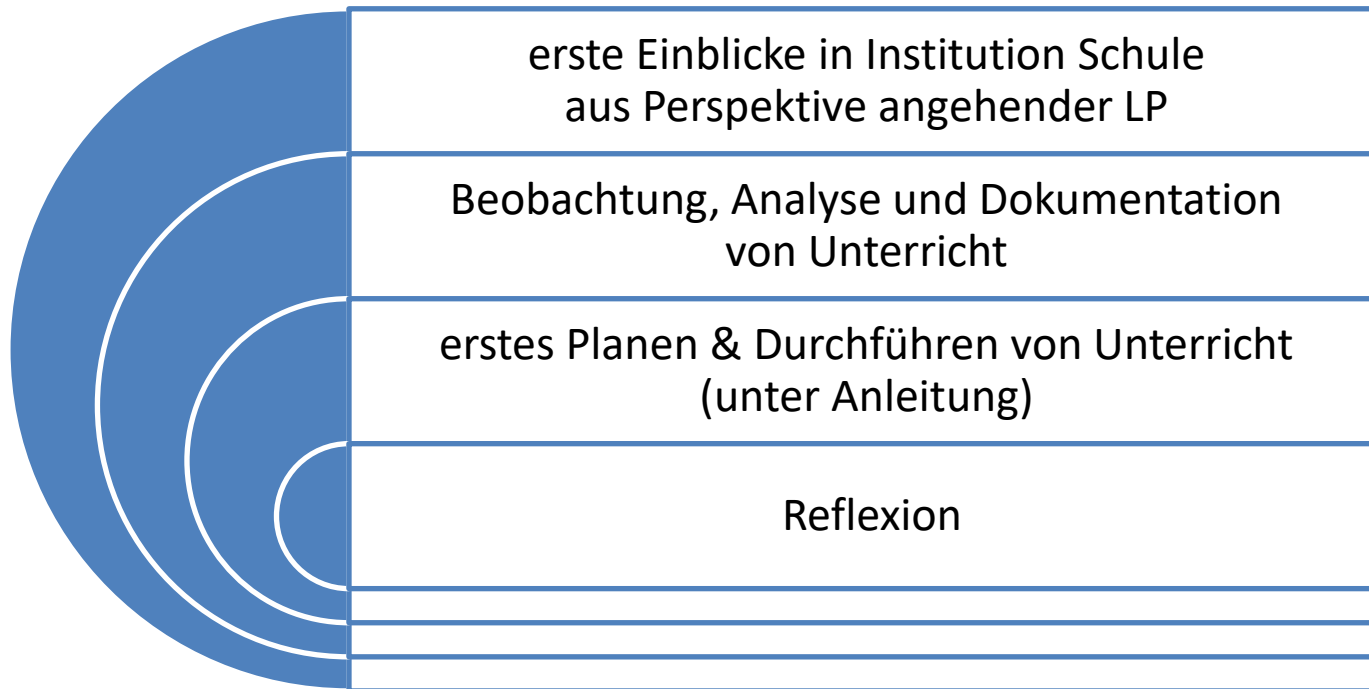 erste Einblicke in Institution Schule
aus Perspektive angehender LP
Beobachtung, Analyse und Dokumentation
von Unterricht
erstes Planen & Durchführen von Unterricht
(unter Anleitung)
Reflexion